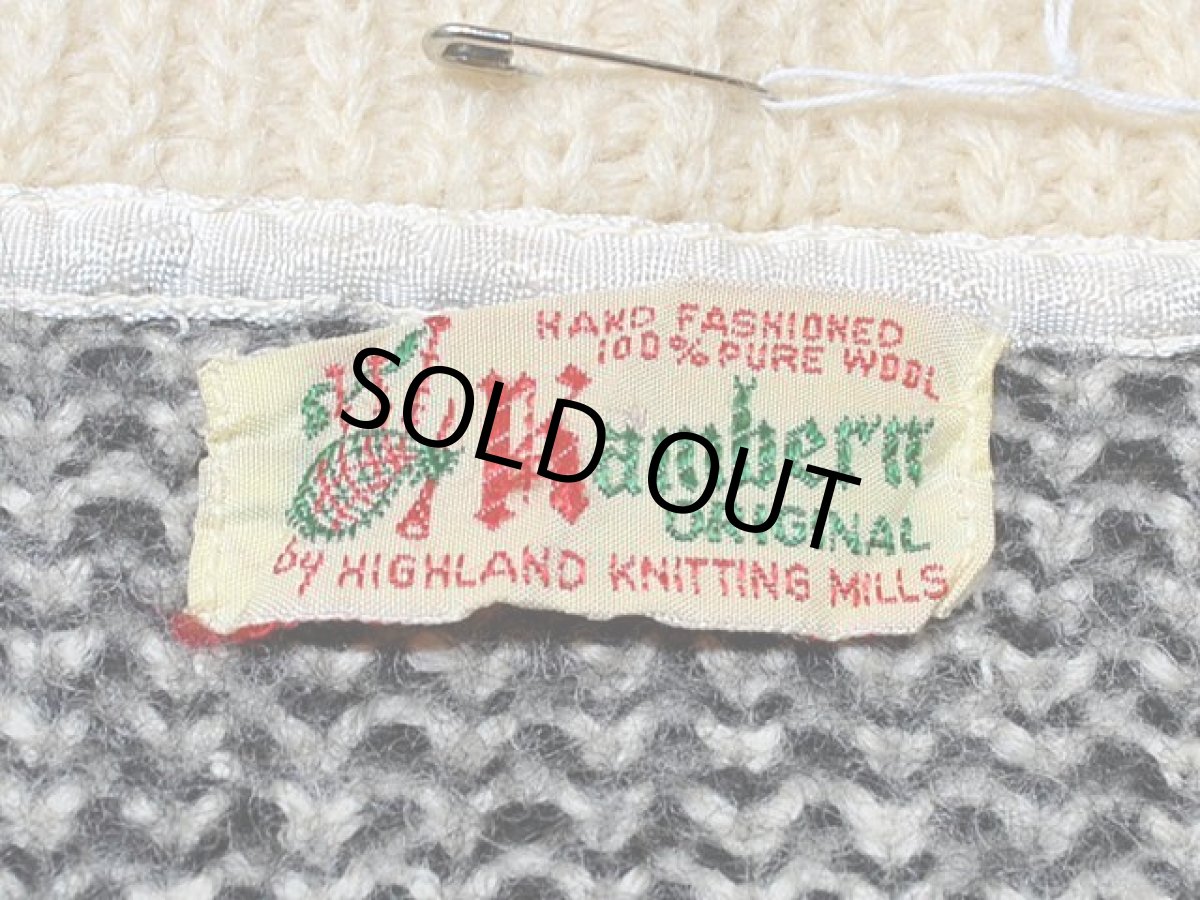 HAND FASHIONED
100% PURE WOOL
ORIGINAL
by HIGHLAND KNITTING MILLS
SOLD OUT